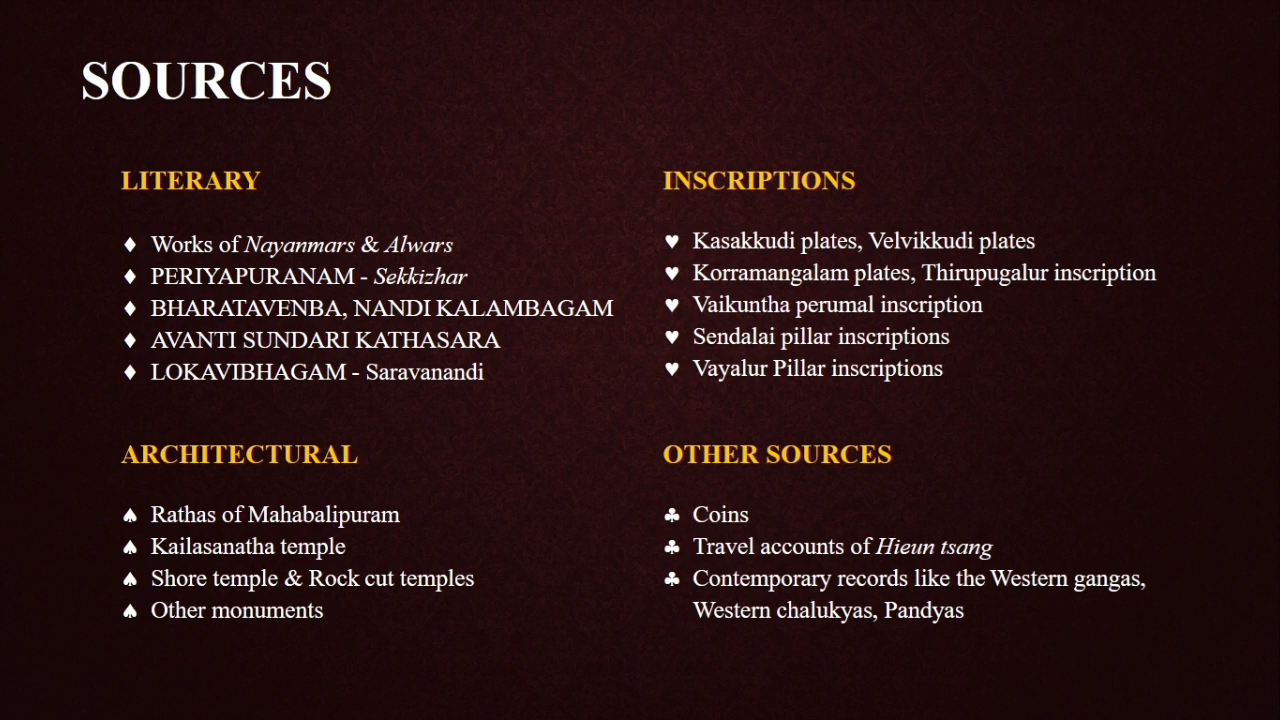 SOURCES
LITERARY
♦ Works of Nayanmars & Alwars
♦ PERIYAPURANAM - Sekkizhar
♦ BHARATAVENBA, NANDI KALAMBAGAM
♦ AVANTI SUNDARI KATHASARA
♦ LOKAVIBHAGAM - Saravanandi
INSCRIPTIONS
♥ Kasakkudi plates, Velvikkudi plates
♥ Korramangalam plates, Thirupugalur inscription
♥ Vaikuntha perumal inscription
♥ Sendalai pillar inscriptions
♥ Vayalur Pillar inscriptions
ARCHITECTURAL
♠ Rathas of Mahabalipuram
♠ Kailasanatha temple
♠ Shore temple & Rock cut temples
♠ Other monuments
OTHER SOURCES
♣ Coins
♣ Travel accounts of Hieun tsang
♣ Contemporary records like the Western gangas,
Western chalukyas, Pandyas